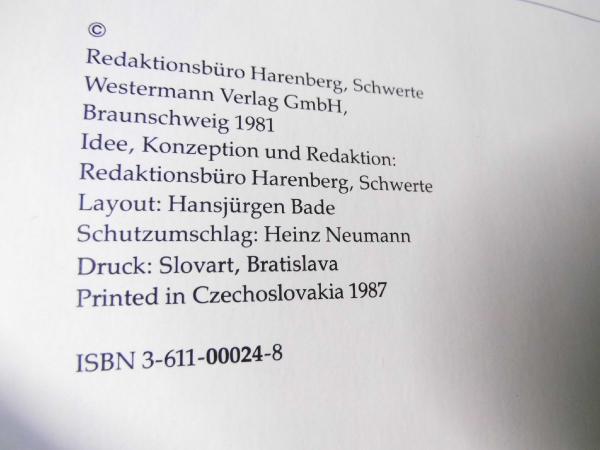 ©
Redaktionsbüro Harenberg, Schwerte
Westermann Verlag GmbH,
Braunschweig 1981
Idee, Konzeption und Redaktion:
Redaktionsbüro Harenberg, Schwerte
Layout: Hansjürgen Bade
Schutzumschlag: Heinz Neumann
Druck: Slovart, Bratislava
Printed in Czechoslovakia 1987
ISBN 3-611-00024-8